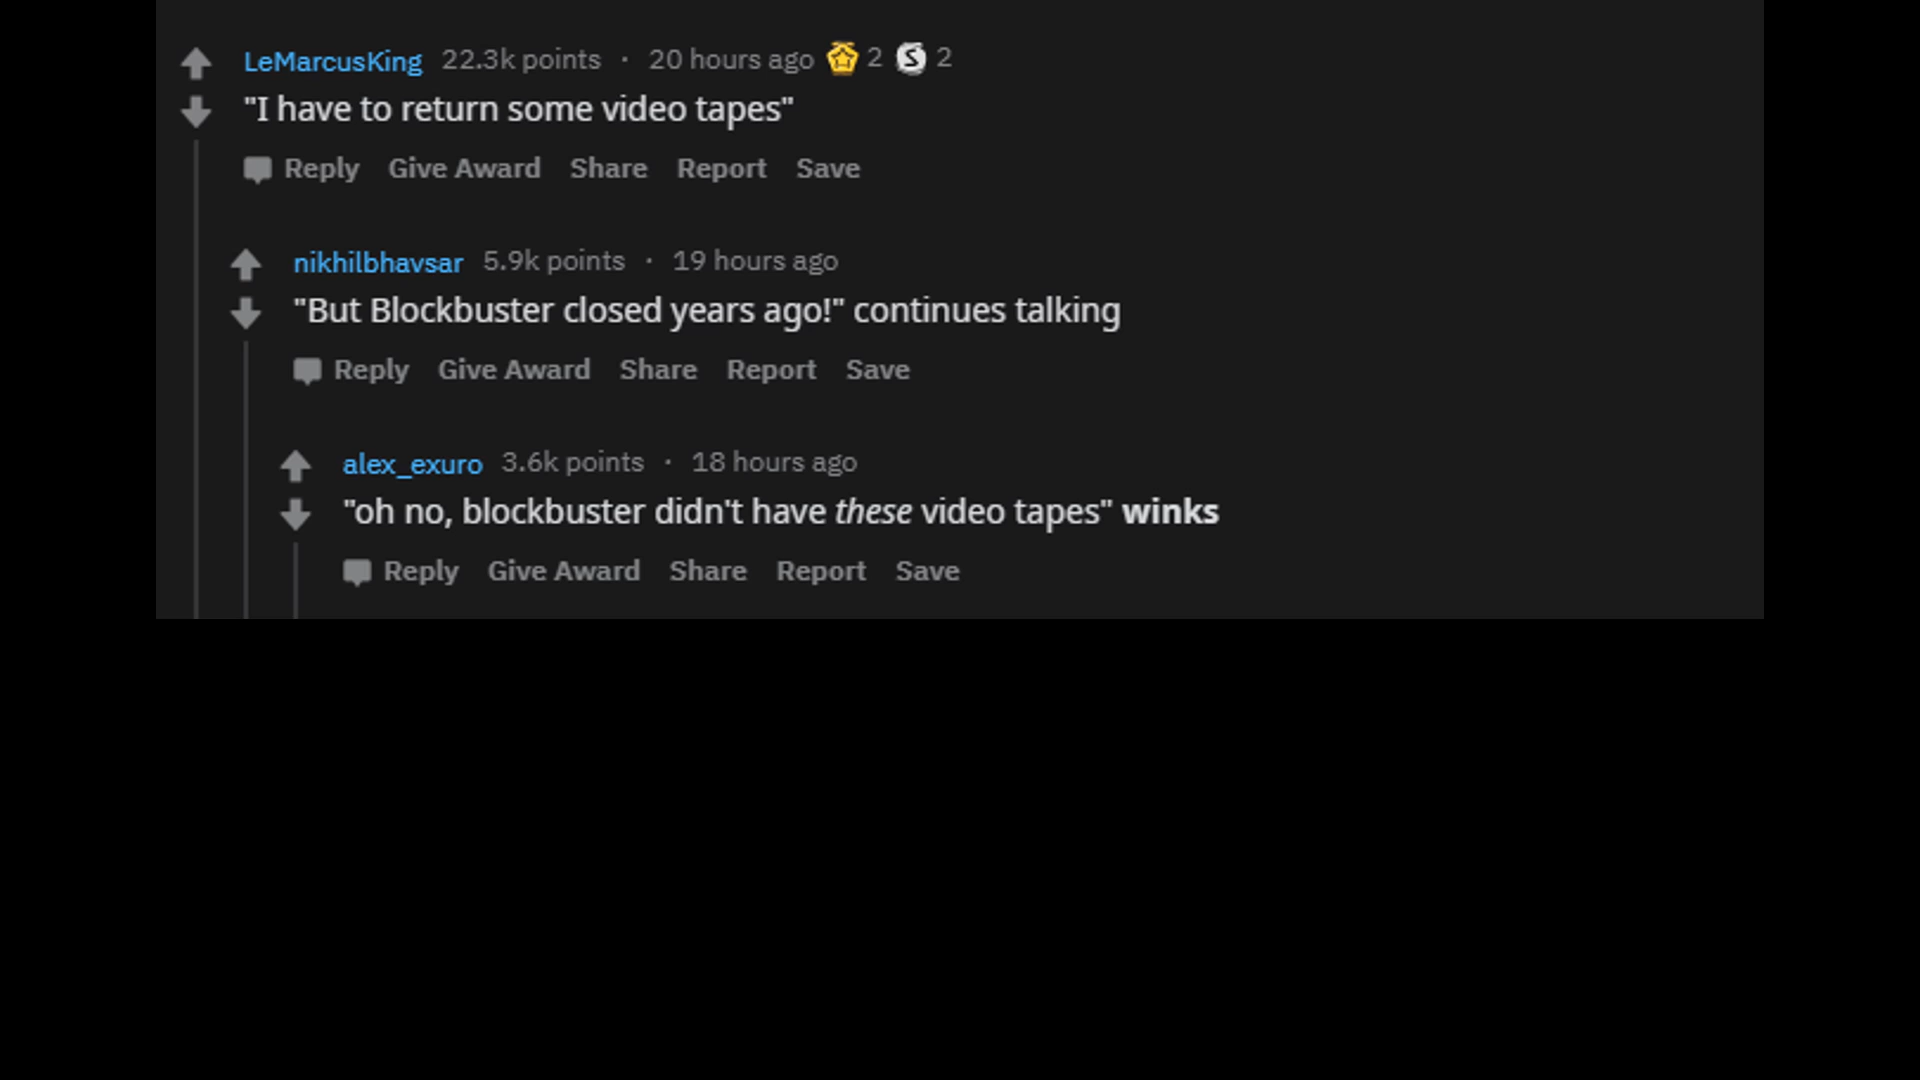 LeMarcusKing 22.3k points · 20 hours ago 2 S 2
"I have to return some video tapes"
Reply Give Award Share Report Save
nikhilbhavsar 5.9k points · 19 hours ago
"But Blockbuster closed years ago!" continues talking
Reply Give Award Share Report Save
alex_exuro 3.6k points · 18 hours ago
"oh no, blockbuster didn't have these video tapes" winks
Reply Give Award Share Report Save